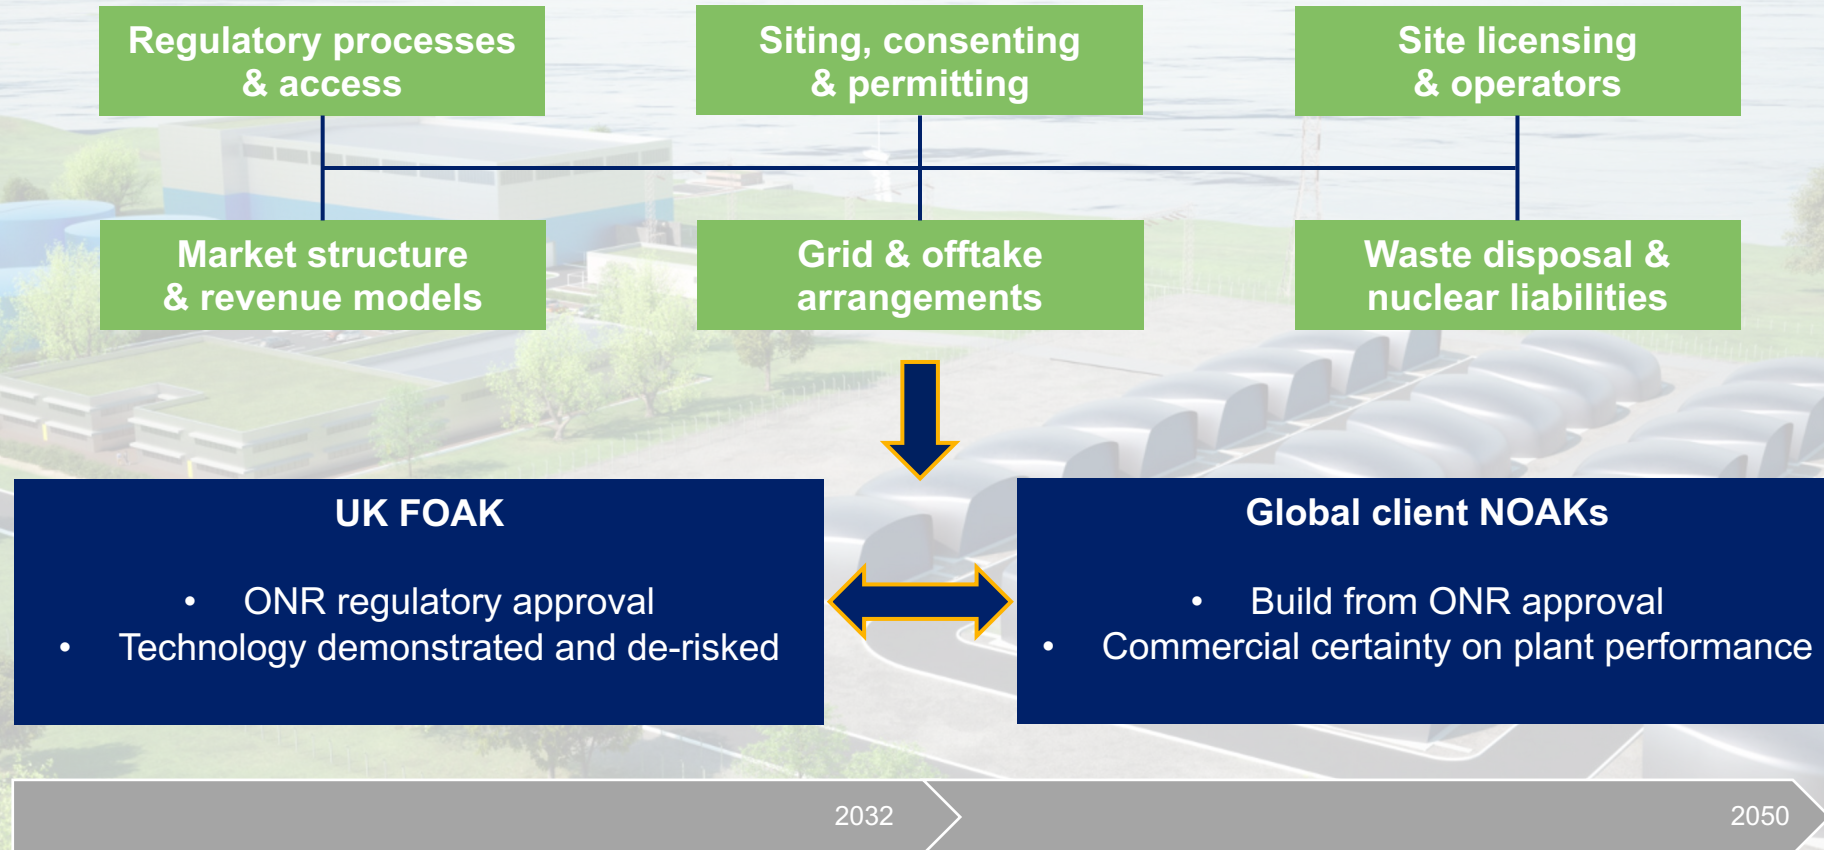 Regulatory processes
& access
Siting, consenting
& permitting
Site licensing
& operators
Market structure
& revenue models
Grid & offtake
arrangements
Waste disposal &
nuclear liabilities
UK FOAK
• ONR regulatory approval
• Technology demonstrated and de-risked
Global client NOAKs
• Build from ONR approval
• Commercial certainty on plant performance
2032
2050